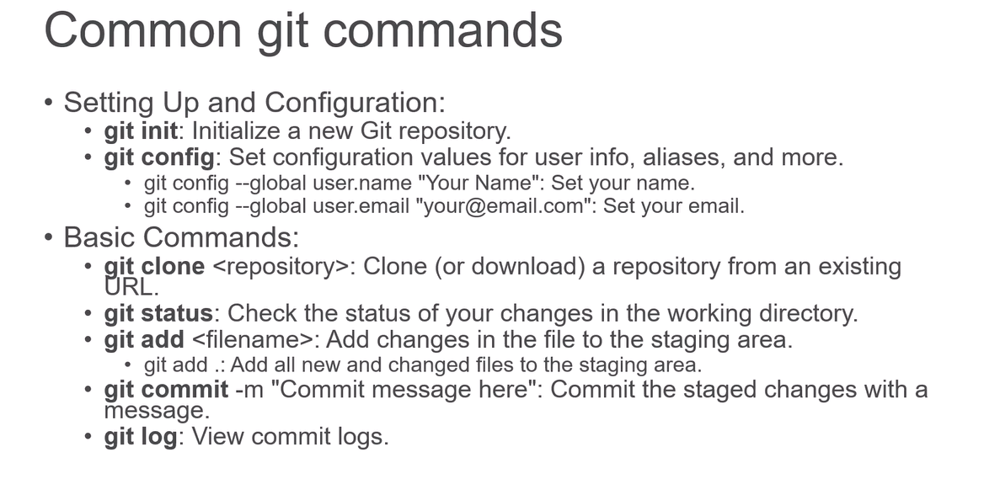 Common git commands
• Setting Up and Configuration:
• git init: Initialize a new Git repository.
• git config: Set configuration values for user info, aliases, and more.
• git config --global user.name "Your Name": Set your name.
• git config --global user.email "your@email.com": Set your email.
• Basic Commands:
• git clone <repository>: Clone (or download) a repository from an existing
URL.
• git status: Check the status of your changes in the working directory.
• git add <filename>: Add changes in the file to the staging area.
• git add .: Add all new and changed files to the staging area.
• git commit -m "Commit message here": Commit the staged changes with a
message.
• git log: View commit logs.